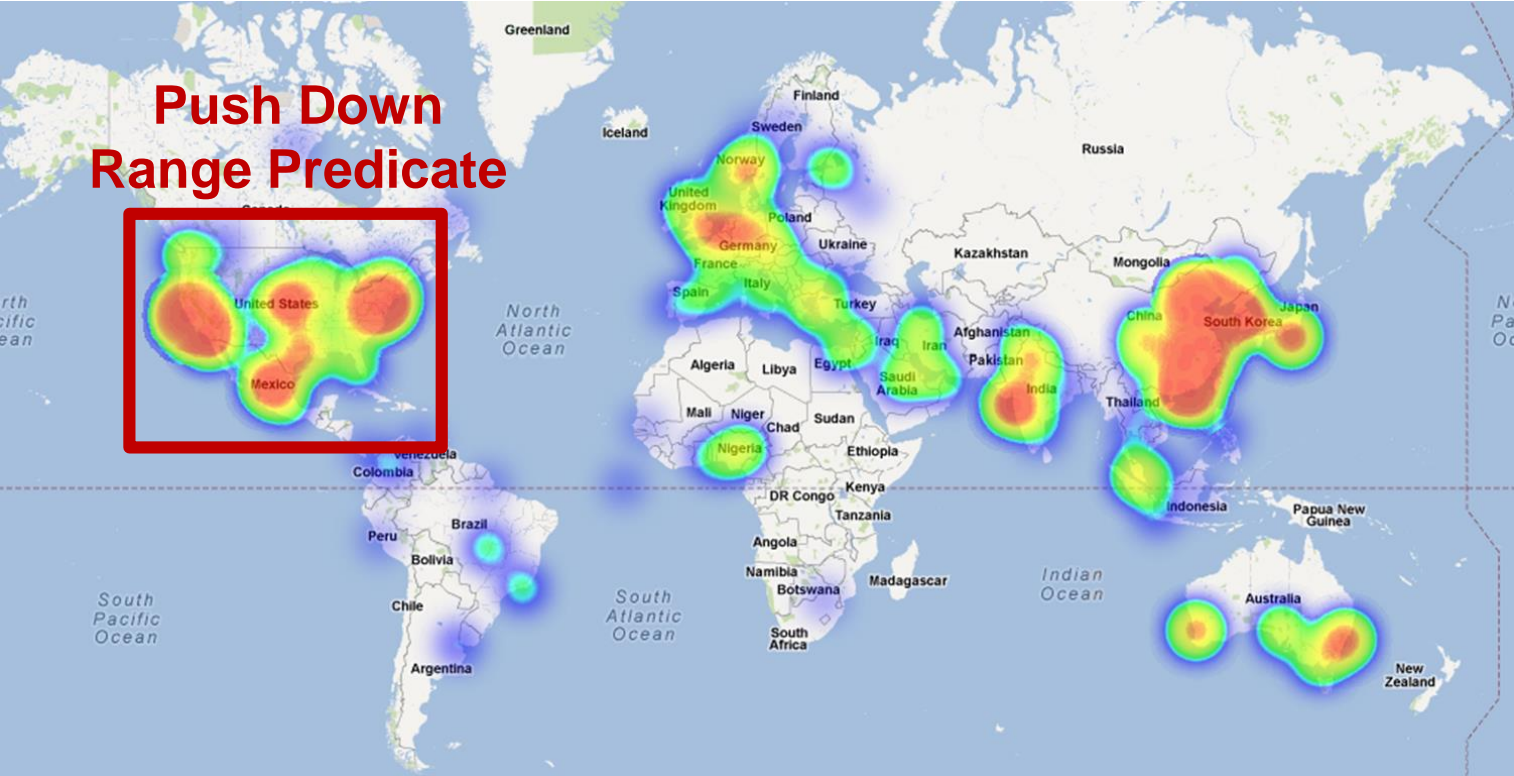 Push Down
Range Predicate
Greenland
Iceland
Finland
Sweden
Norway
Russia
United
Kingdom
Poland
Germany
Ukraine
France
Kazakhstan
Mongolia
Canada
Italy
Spain
Turkey
United States
North
Atlantic
Ocean
China
Japan
South Korea
Afghanistan
Iraq
Iran
Pakistan
Algeria
Libya
Egypt
Saudi
Arabia
India
Mexico
Thailand
Mali
Niger
Chad
Sudan
Nigeria
Ethiopia
Venezuela
Colombia
DR Congo
Kenya
Tanzania
Indonesia
Papua New
Guinea
Brazil
Peru
Bolivia
Angola
Namibia
Botswana
Madagascar
Indian
Ocean
South
Pacific
Ocean
South
Atlantic
Ocean
Chile
Australia
South
Africa
Argentina
New
Zealand